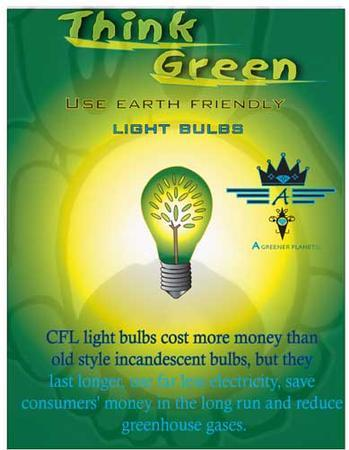 Think
Green
USE EARTH FRIENDLY
LIGHT BULBS
A
A GREENER PLANET
CFL light bulbs cost more money than
old style incandescent bulbs, but they
last longer, use far less electricity, save
consumers' money in the long run and reduce
greenhouse gases.